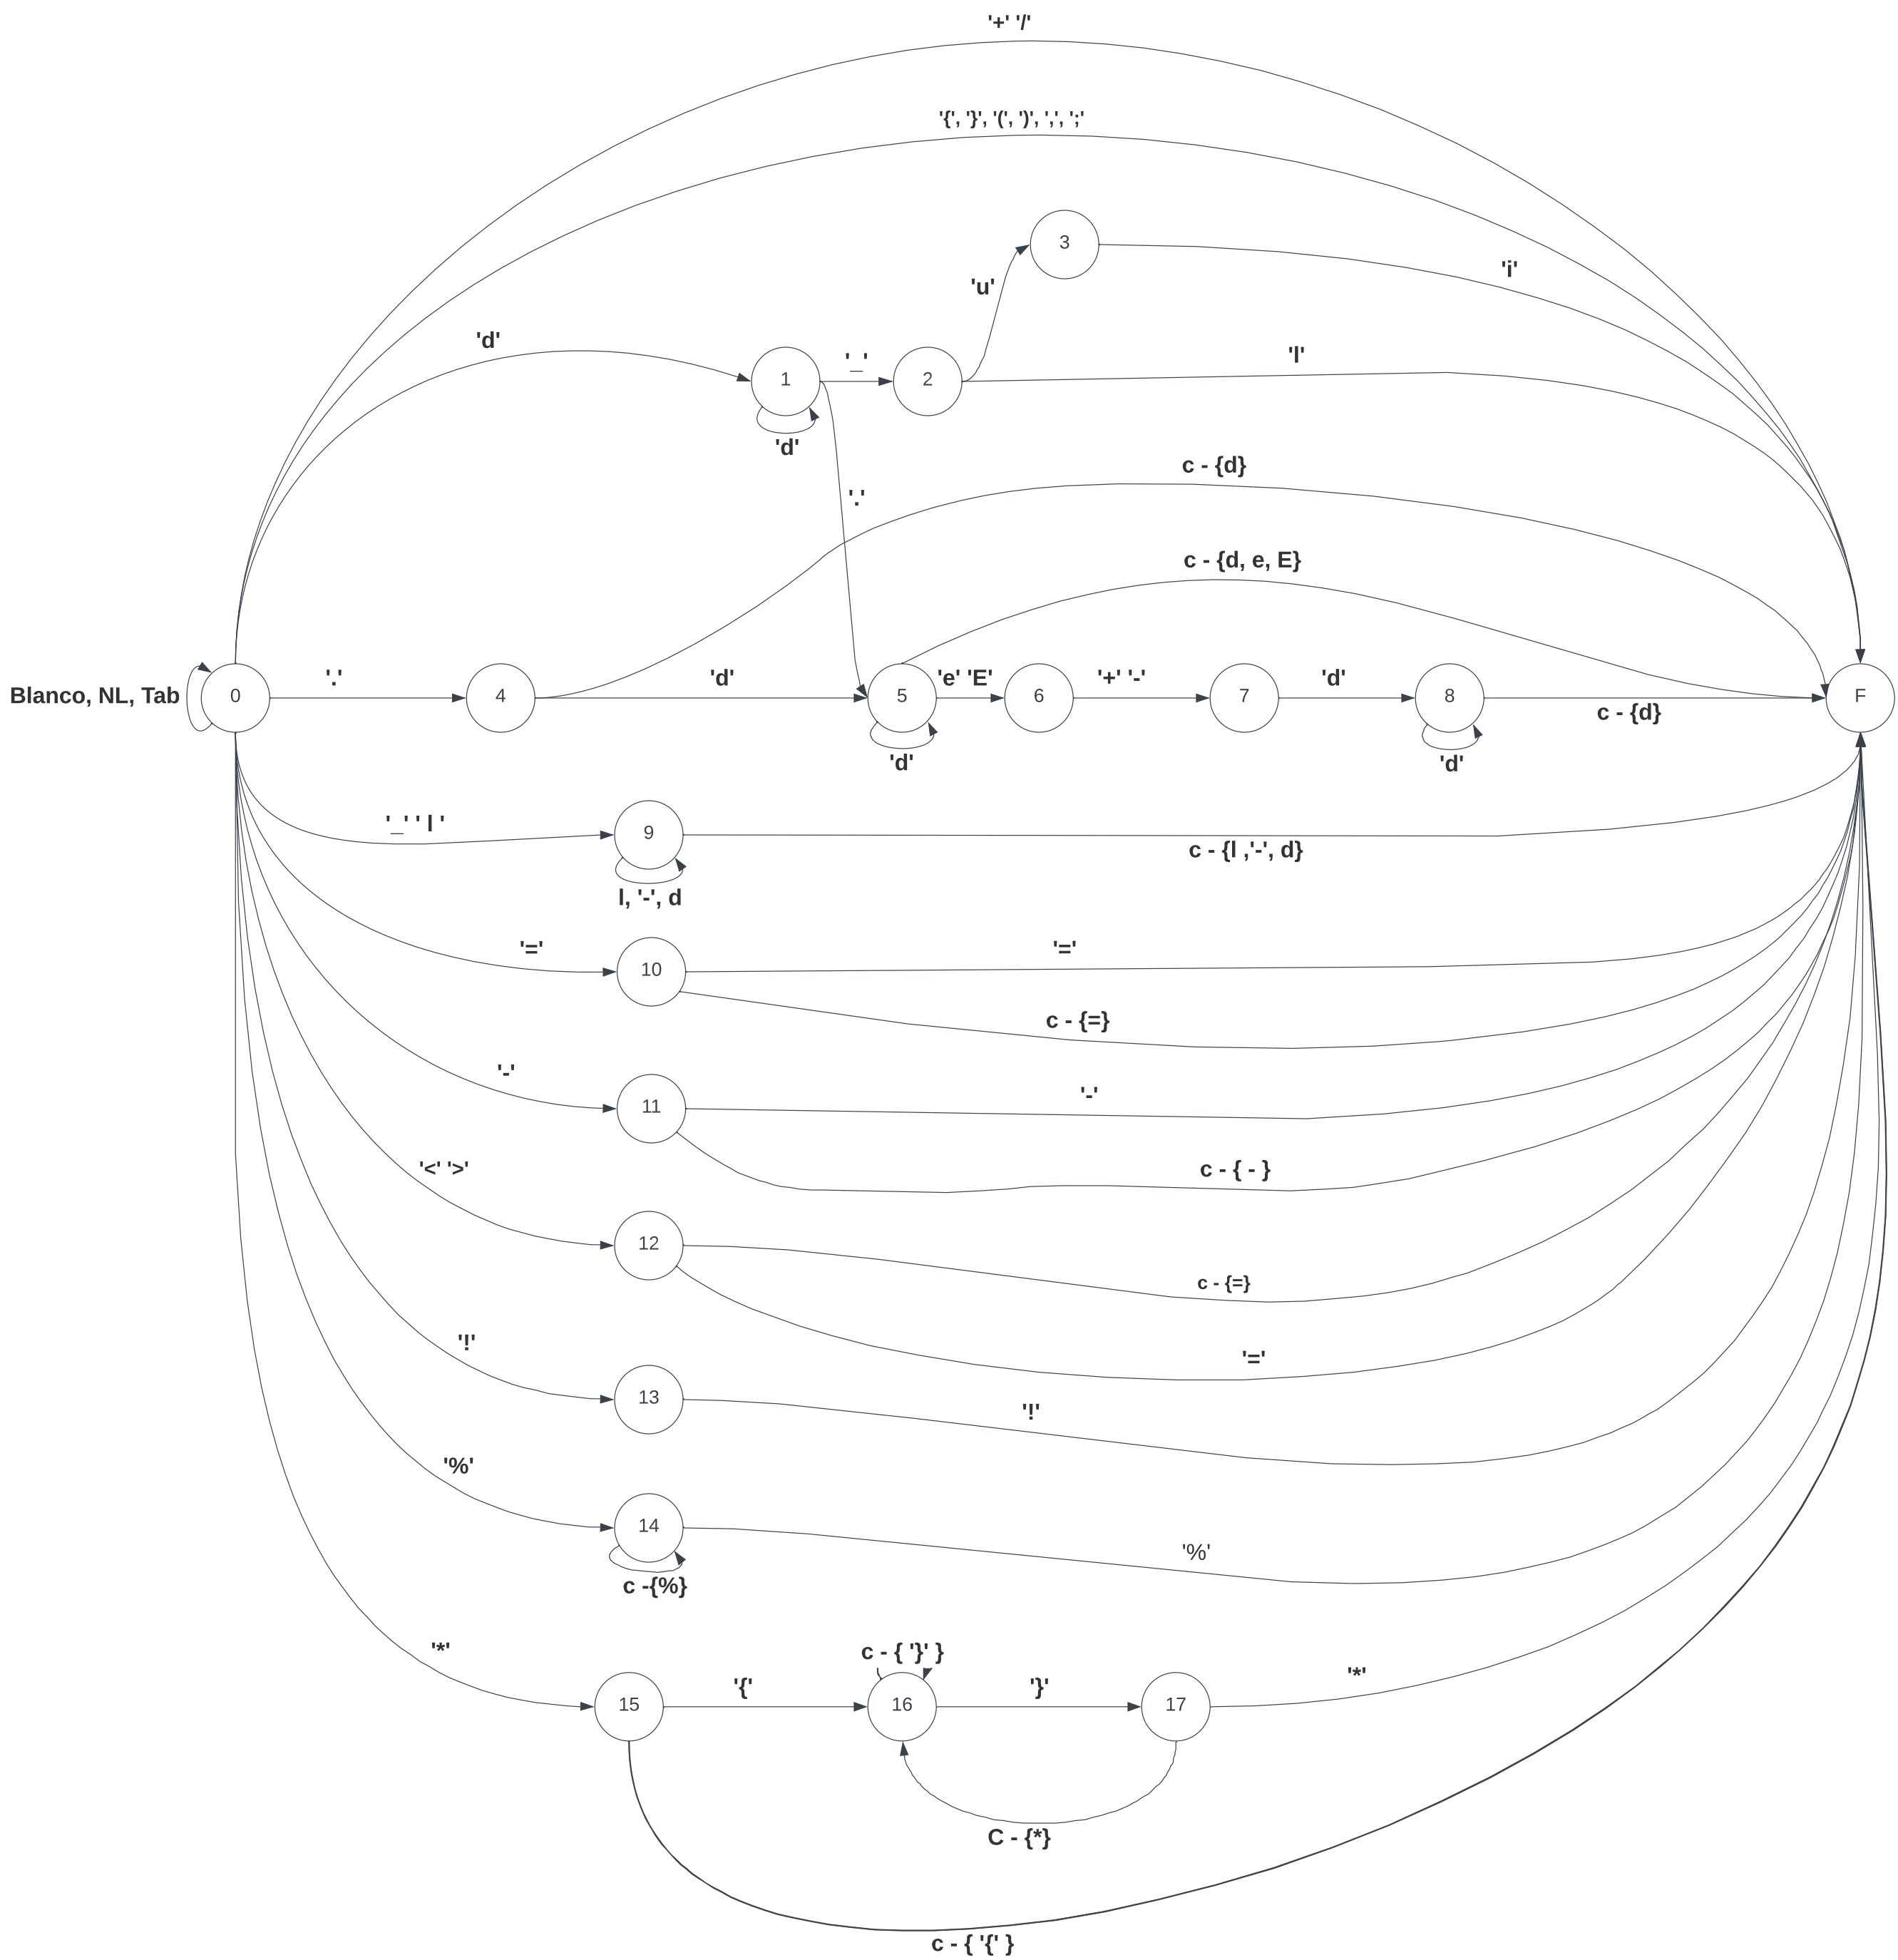 '+' '/'
'{', '}', '(', ')', ',', ';'
3
'i'
'u'
'd'
'_'
'l'
1
2
'd'
c - {d}
'.'
c - {d, e, E}
Blanco, NL, Tab
0
'.'
4
'd'
5
'e' 'E'
6
'+' '-'
7
'd'
8
c - {d}
F
'd'
'd'
'_' ' l '
9
c - {l ,'-', d}
l, '-', d
'='
10
'='
c - {=}
'-'
11
'-'
c - { - }
'<' '>'
12
c - {=}
'='
'!'
13
'!'
'%'
14
'%'
c -{%}
'*'
c - { '}' }
15
'{'
16
'}'
17
'*'
C - {*}
c - { '{' }